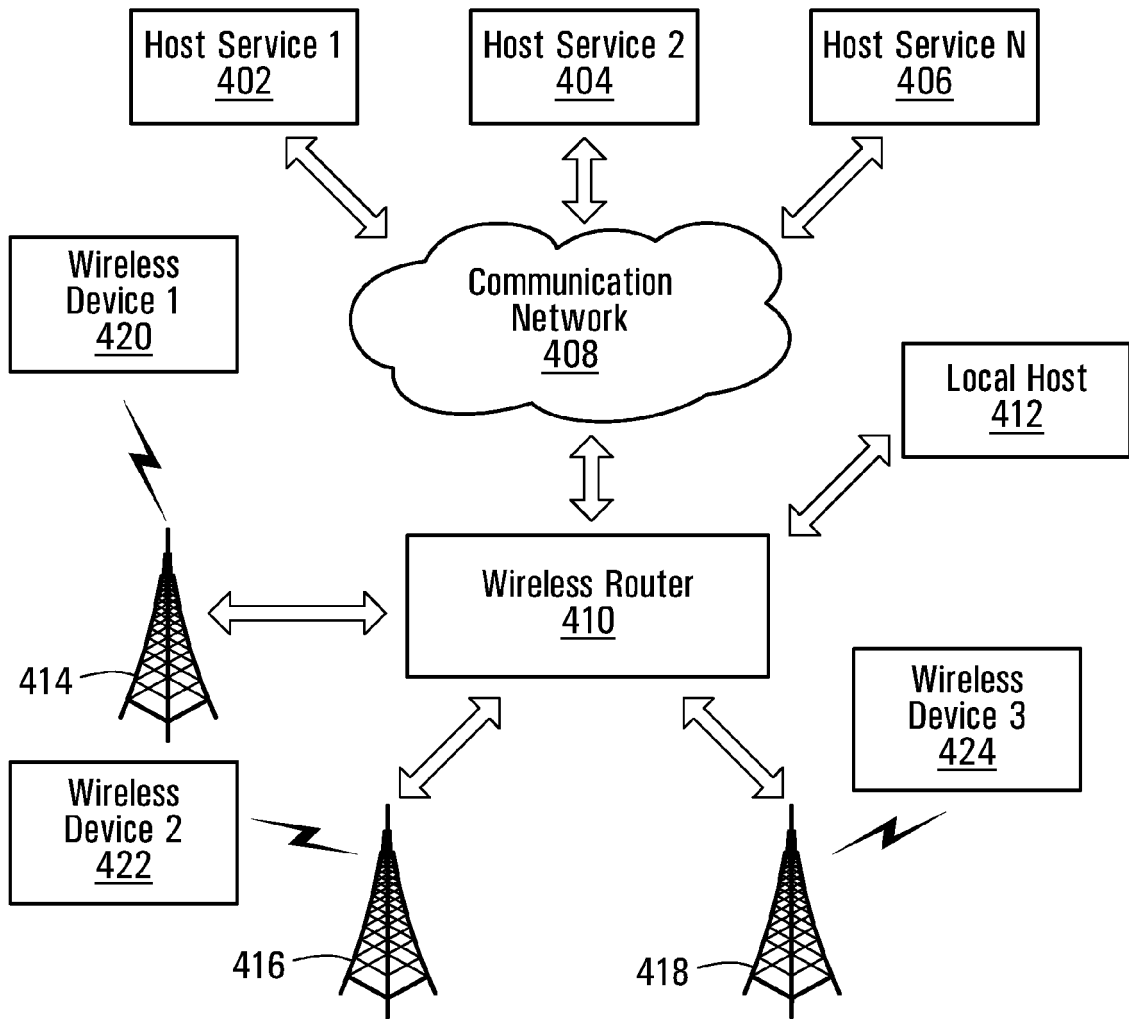 Host Service 1
402
Host Service 2
404
Host Service N
406
Wireless
Device 1
420
Communication
Network
408
Local Host
412
Wireless Router
410
414
Wireless
Device 3
424
Wireless
Device 2
422
416
418